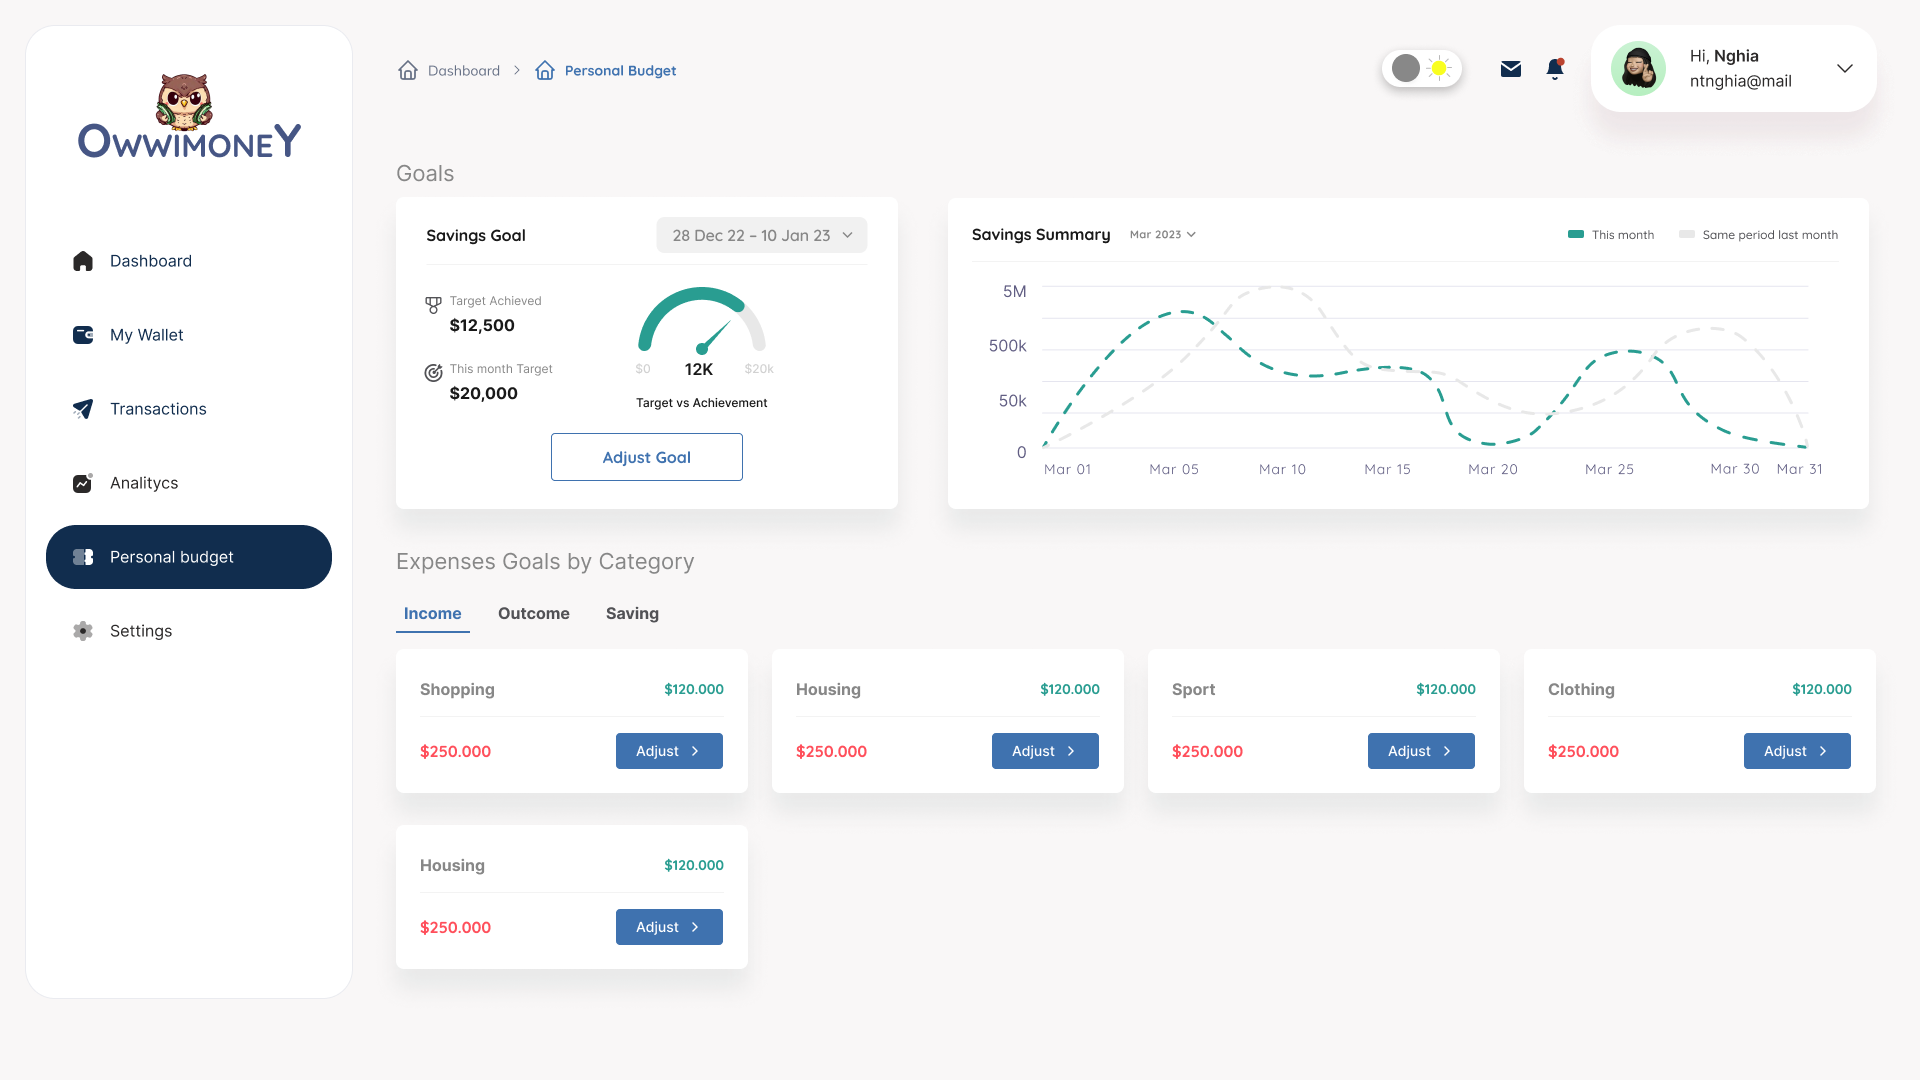 OWWIMONEY
Dashboard
My Wallet
Transactions
Analitycs
Personal budget
Settings
Dashboard > Personal Budget
Hi, Nghia
ntnghia@mail
Goals
Savings Goal
28 Dec 22 – 10 Jan 23
Target Achieved
$12,500
This month Target
$20,000
$0 12K $20k
Target vs Achievement
Adjust Goal
Savings Summary Mar 2023
This month Same period last month
5M
500k
50k
0
Mar 01 Mar 05 Mar 10 Mar 15 Mar 20 Mar 25 Mar 30 Mar 31
Expenses Goals by Category
Income Outcome Saving
Shopping $120.000
$250.000 Adjust >
Housing $120.000
$250.000 Adjust >
Sport $120.000
$250.000 Adjust >
Clothing $120.000
$250.000 Adjust >
Housing $120.000
$250.000 Adjust >